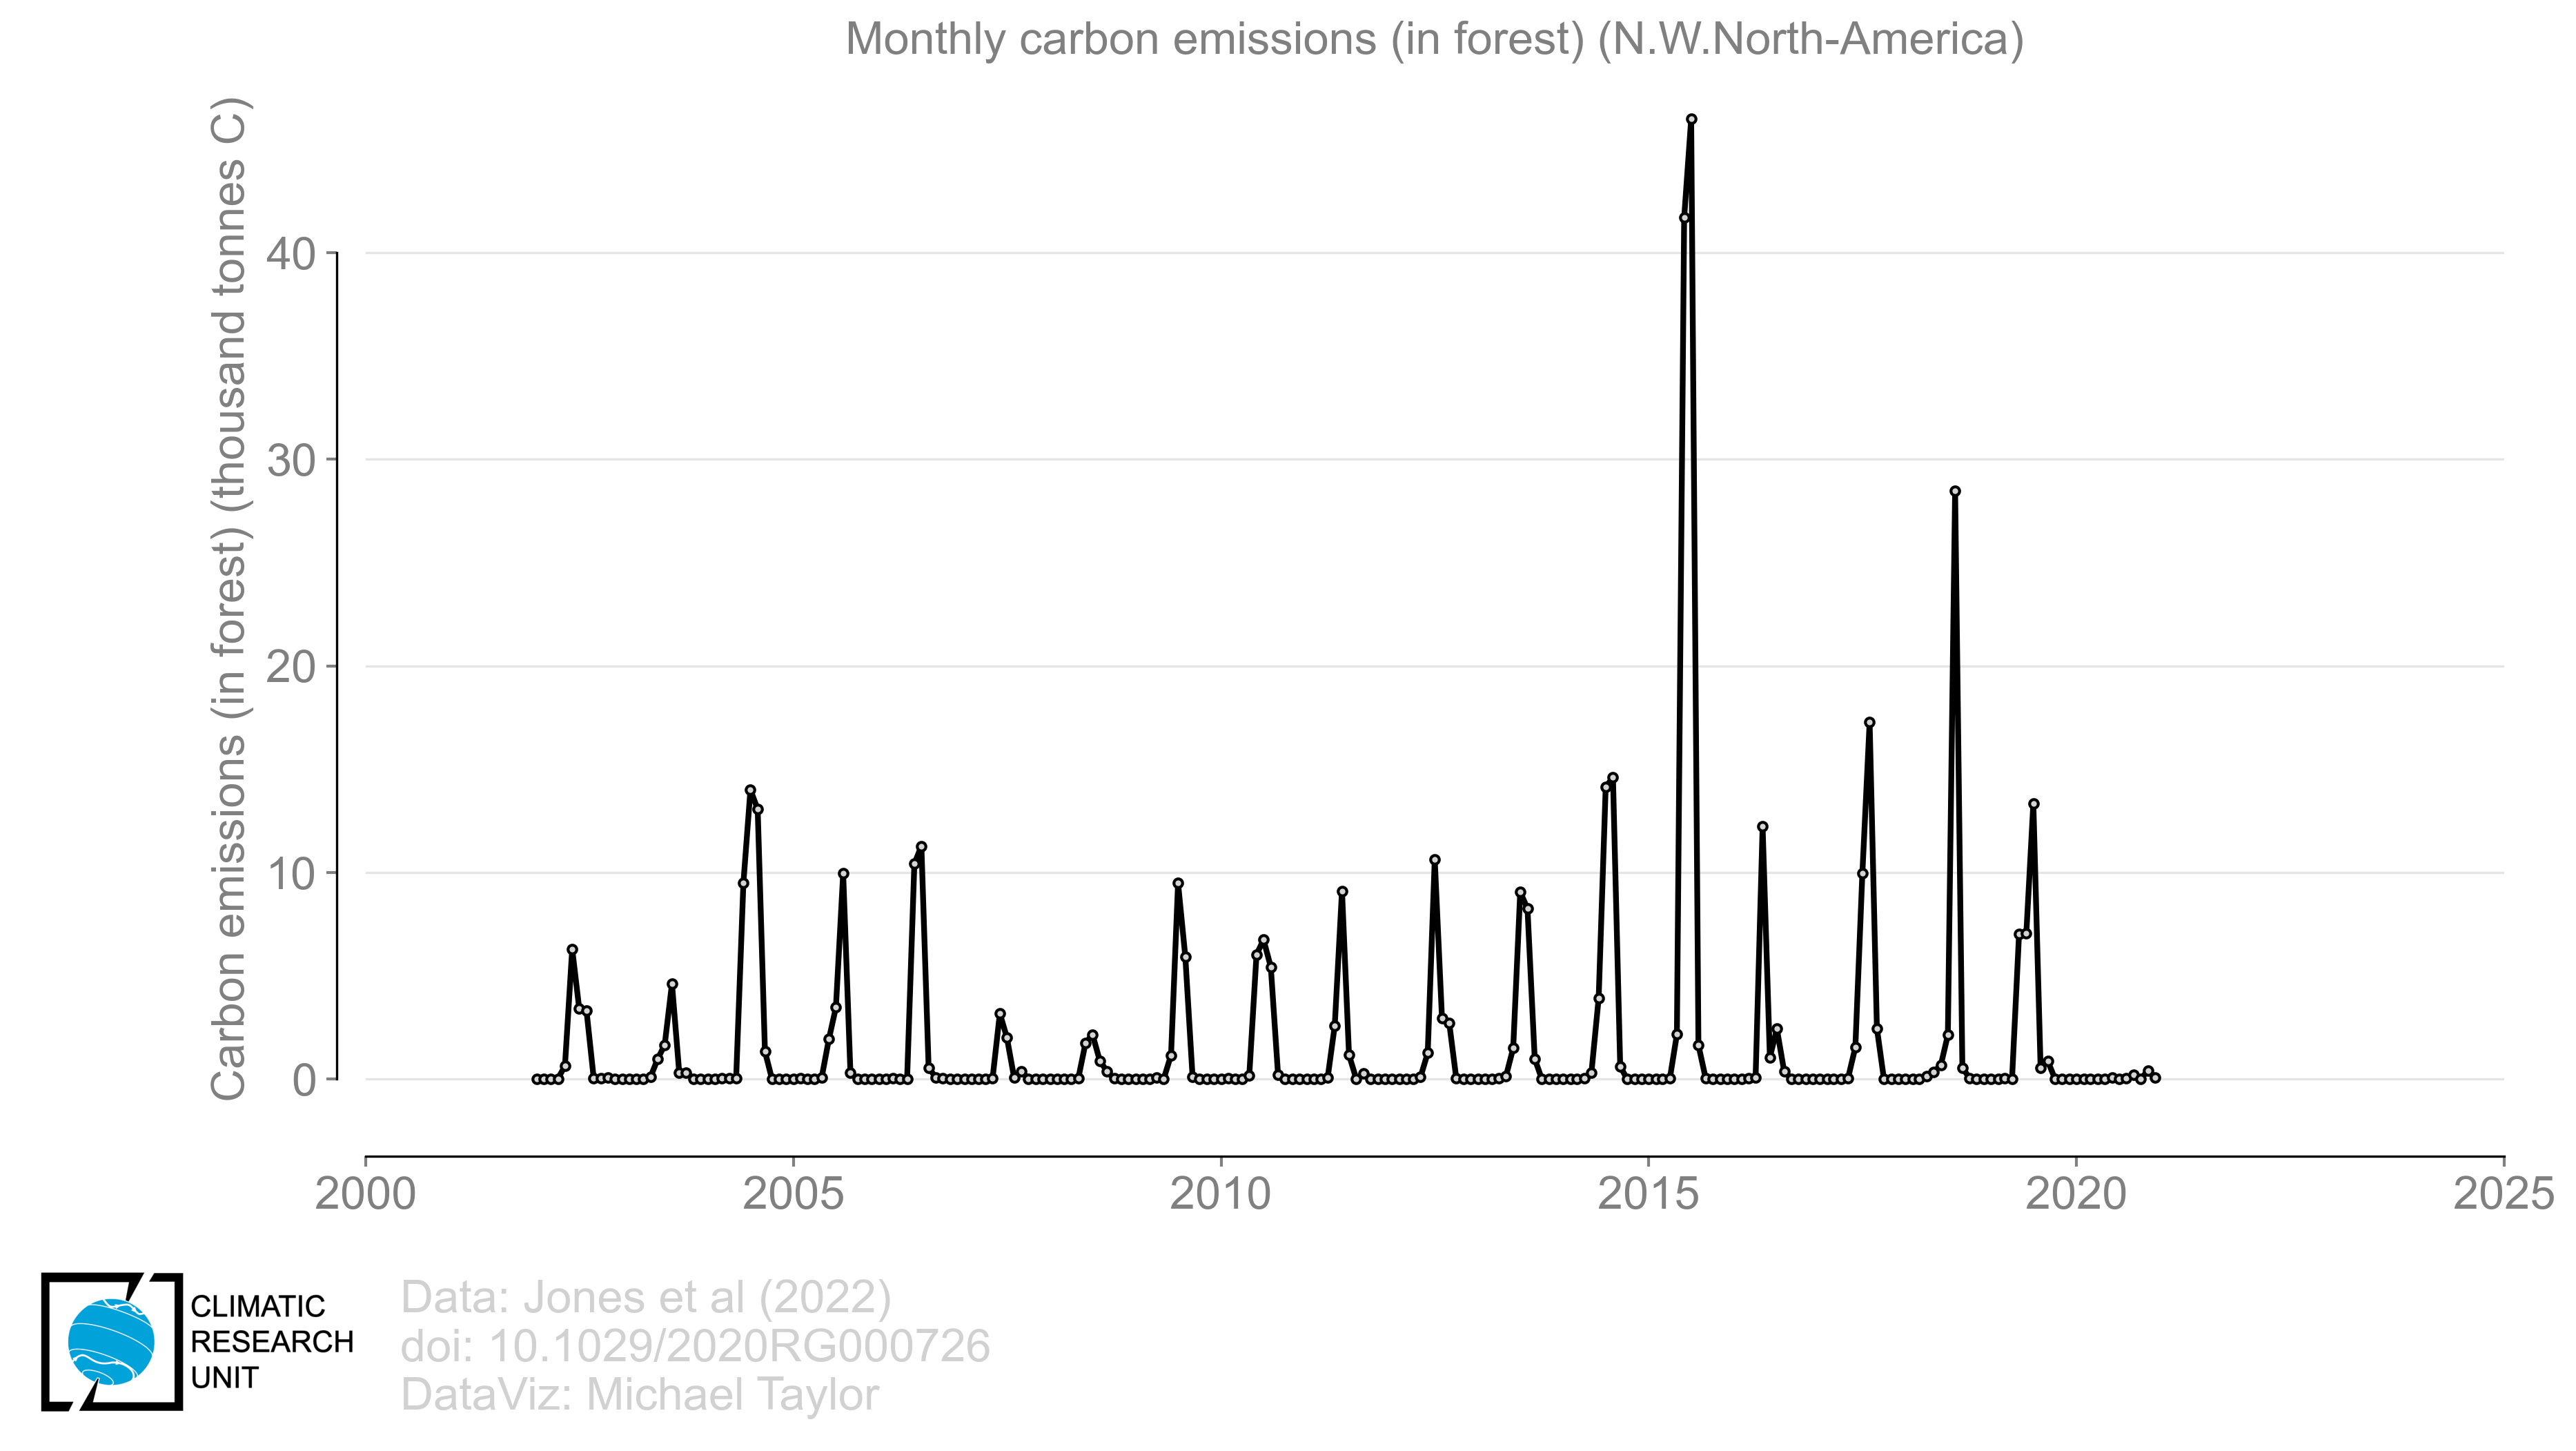 Monthly carbon emissions (in forest) (N.W.North-America)
Carbon emissions (in forest) (thousand tonnes C)
40
30
20
10
0
2000
2005
2010
2015
2020
2025
CLIMATIC
RESEARCH
UNIT
Data: Jones et al (2022)
doi: 10.1029/2020RG000726
DataViz: Michael Taylor